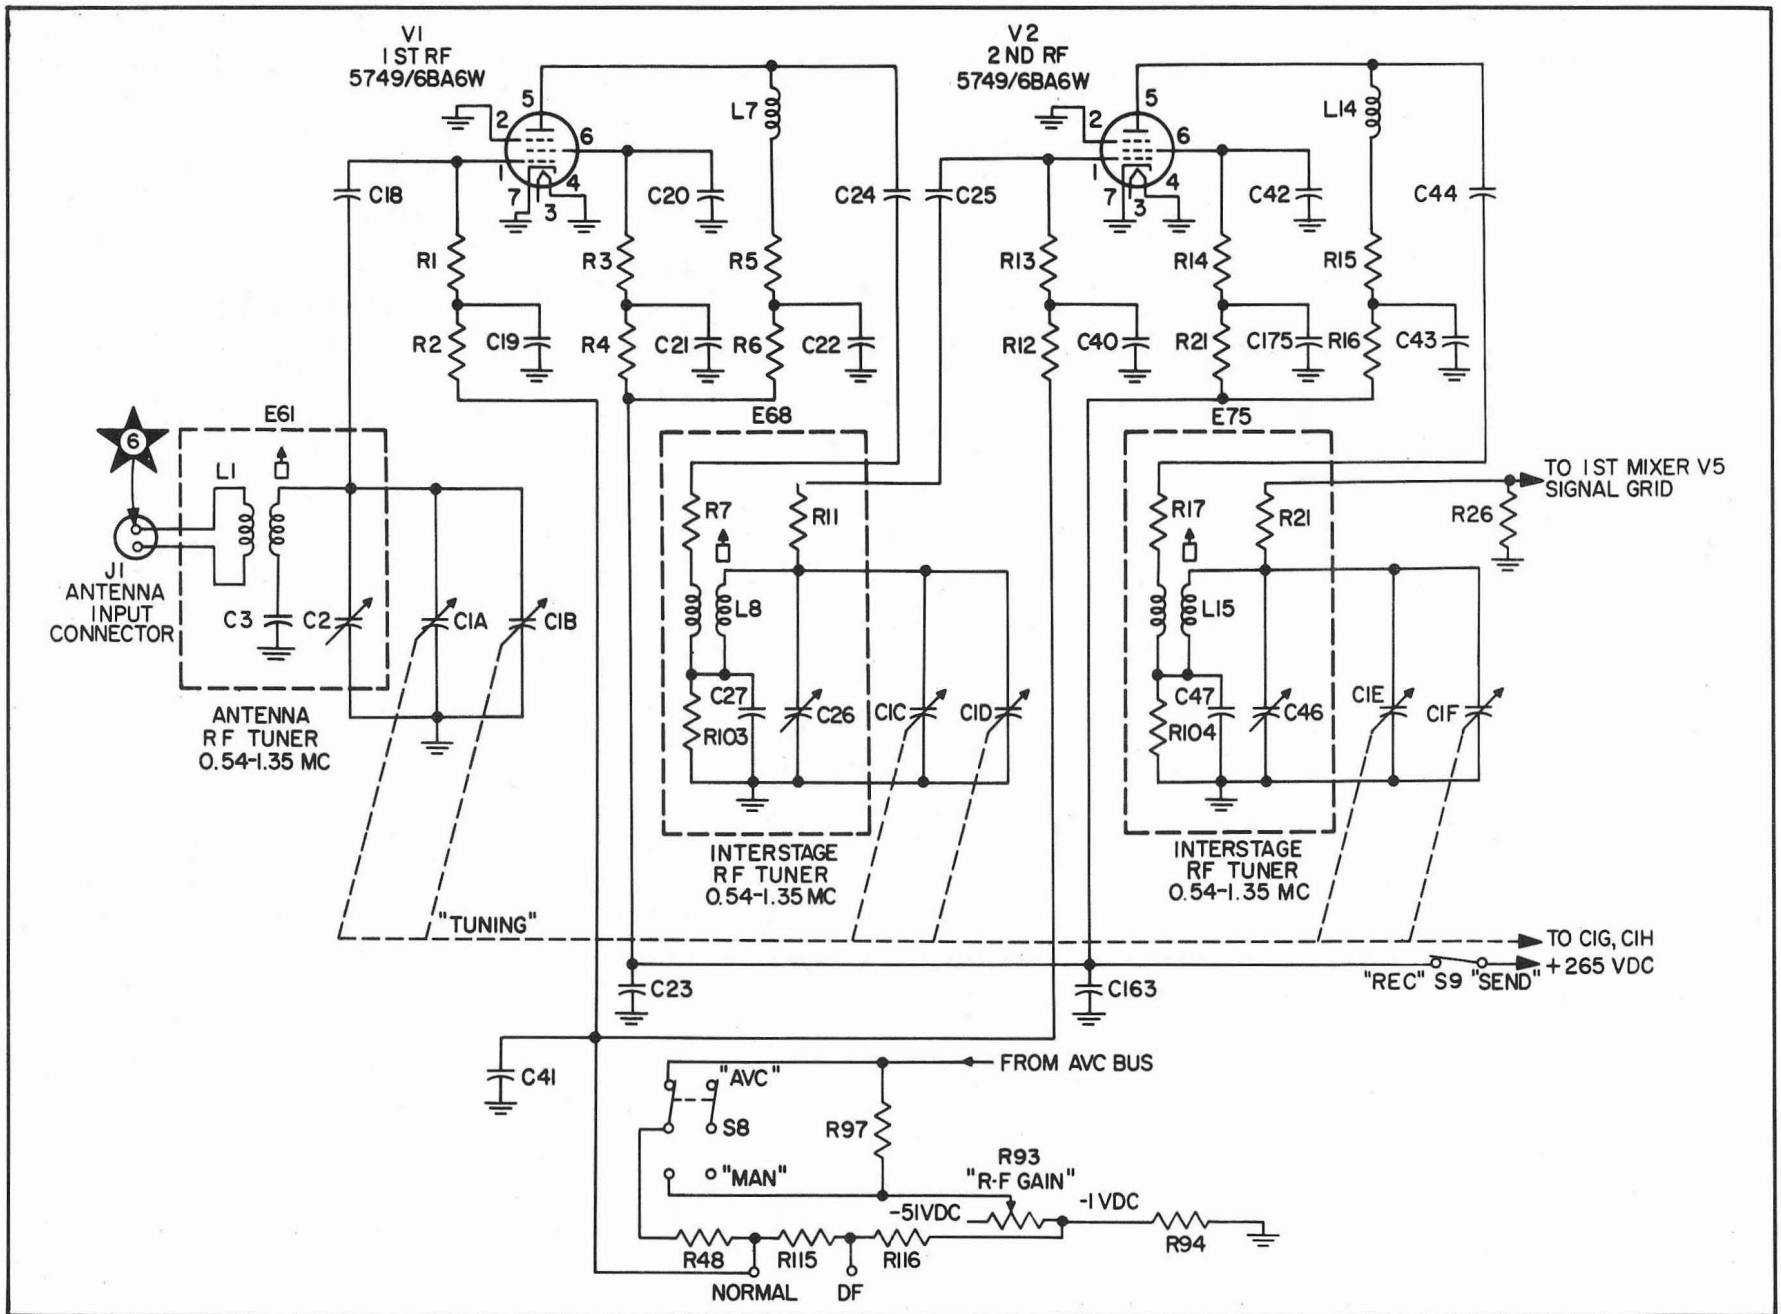 V1
1ST RF
5749/6BA6W
V2
2ND RF
5749/6BA6W
5
2
6
1
7
3
4
L7
5
2
6
1
7
3
4
L14
C18
C20
C24
C25
C42
C44
R1
R3
R5
R13
R14
R15
R2
C19
R4
C21
R6
C22
R12
C40
R21
C175
R16
C43
E61
E68
E75
6
L1
R7
R11
R17
R21
TO 1ST MIXER V5
SIGNAL GRID
R26
J1
ANTENNA
INPUT
CONNECTOR
C3
C2
C1A
C1B
L8
L15
C27
C26
C1C
C1D
R103
C47
C46
C1E
C1F
R104
ANTENNA
RF TUNER
0.54-1.35 MC
INTERSTAGE
RF TUNER
0.54-1.35 MC
INTERSTAGE
RF TUNER
0.54-1.35 MC
"TUNING"
TO C1G, C1H
+265 VDC
"REC" S9 "SEND"
C23
C163
C41
FROM AVC BUS
"AVC"
S8
R97
"MAN"
R93
"R-F GAIN"
-51VDC
-1VDC
R48
R115
R116
R94
NORMAL
DF